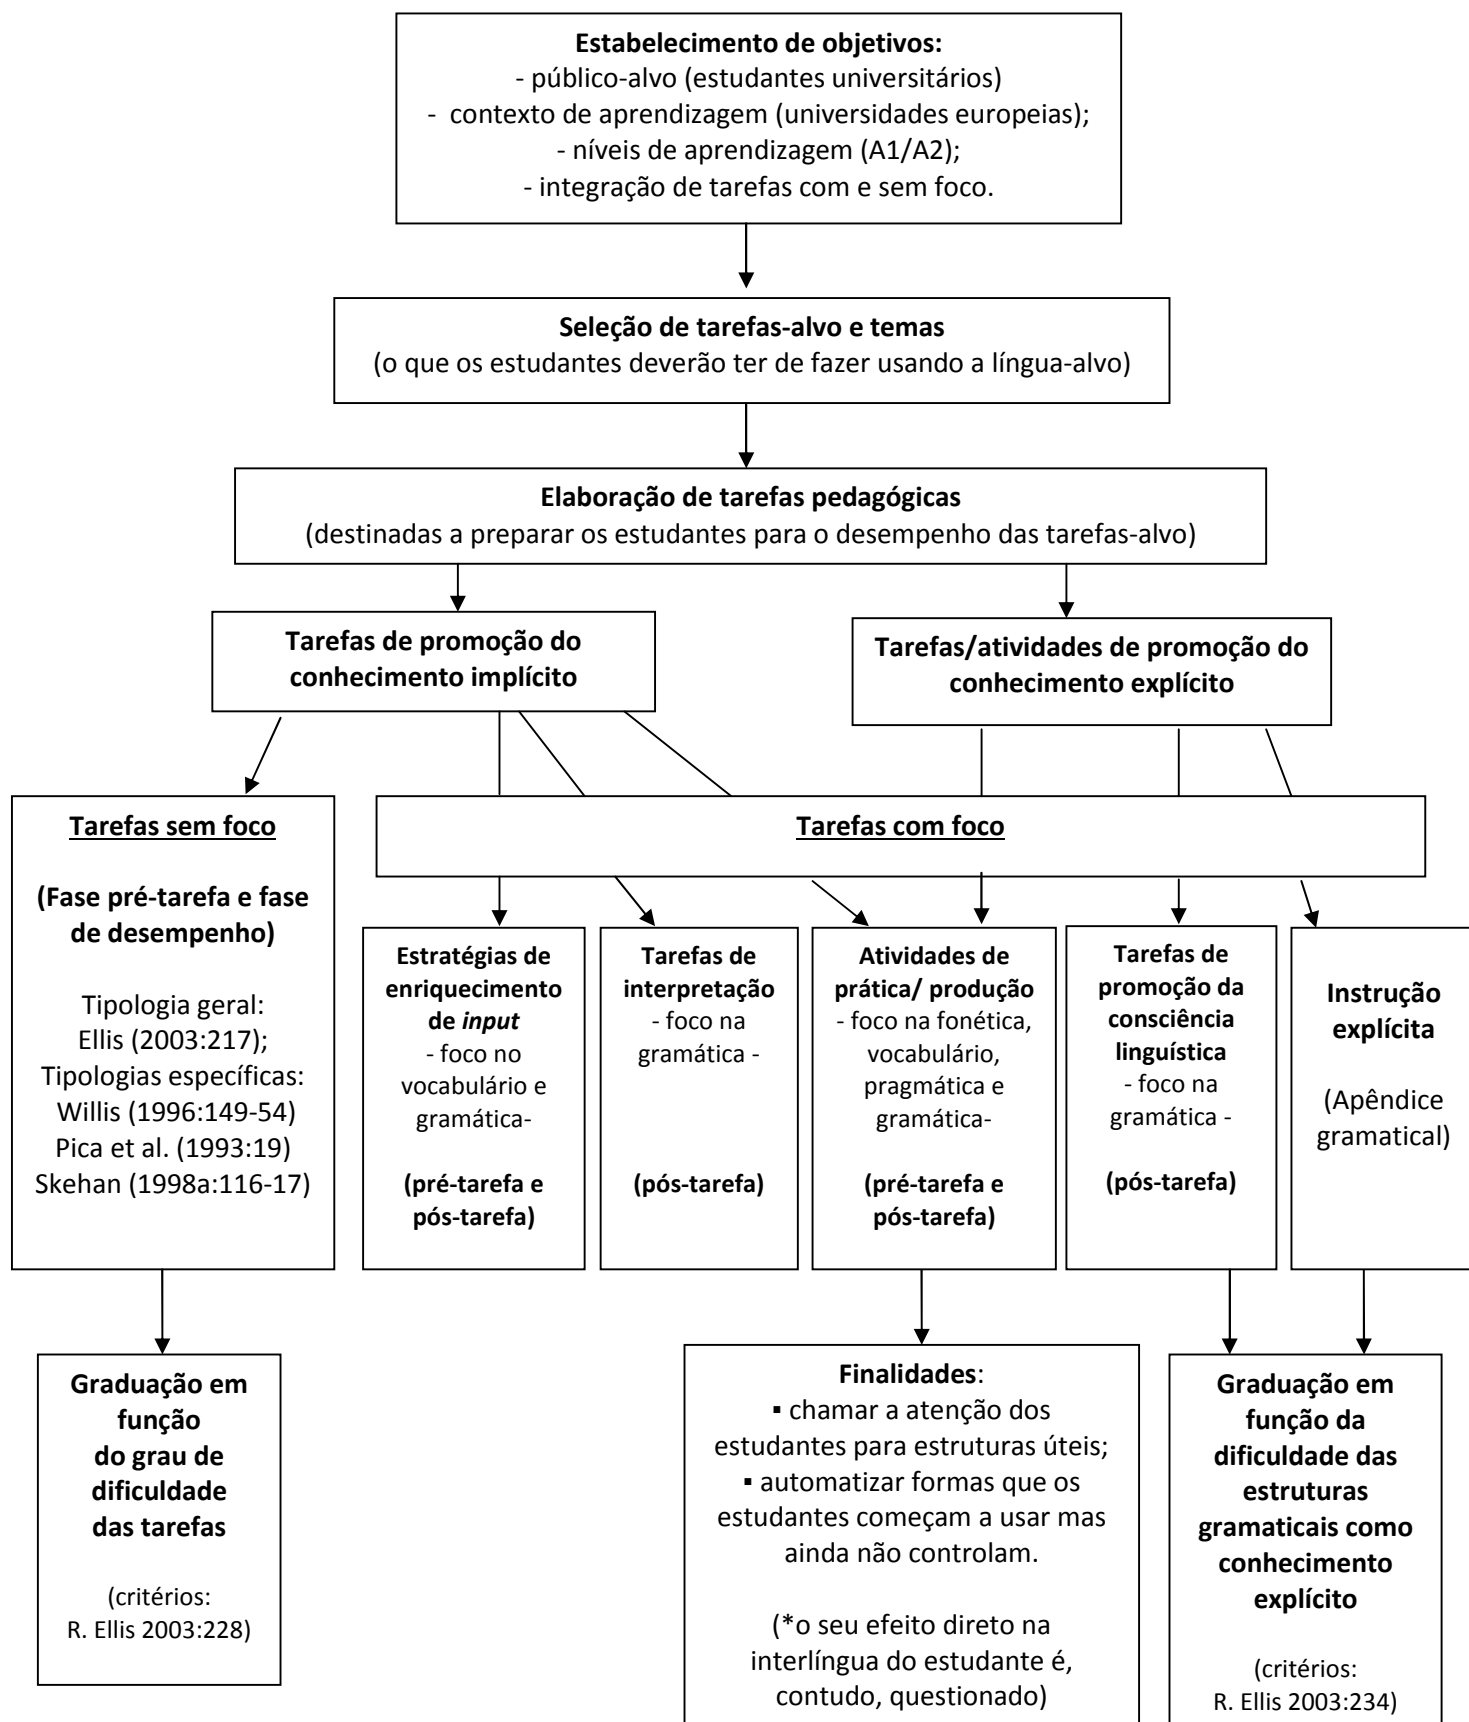 Estabelecimento de objetivos:
- público-alvo (estudantes universitários)
- contexto de aprendizagem (universidades europeias);
- níveis de aprendizagem (A1/A2);
- integração de tarefas com e sem foco.
Seleção de tarefas-alvo e temas
(o que os estudantes deverão ter de fazer usando a língua-alvo)
Elaboração de tarefas pedagógicas
(destinadas a preparar os estudantes para o desempenho das tarefas-alvo)
Tarefas de promoção do
conhecimento implícito
Tarefas/atividades de promoção do
conhecimento explícito
Tarefas sem foco
(Fase pré-tarefa e fase
de desempenho)
Tipologia geral:
Ellis (2003:217);
Tipologias específicas:
Willis (1996:149-54)
Pica et al. (1993:19)
Skehan (1998a:116-17)
Tarefas com foco
Estratégias de
enriquecimento
de input
- foco no
vocabulário e
gramática-
(pré-tarefa e
pós-tarefa)
Tarefas de
interpretação
- foco na
gramática -
(pós-tarefa)
Atividades de
prática/ produção
- foco na fonética,
vocabulário,
pragmática e
gramática-
(pré-tarefa e
pós-tarefa)
Tarefas de
promoção da
consciência
linguística
- foco na
gramática -
(pós-tarefa)
Instrução
explícita
(Apêndice
gramatical)
Graduação em
função
do grau de
dificuldade
das tarefas
(critérios:
R. Ellis 2003:228)
Finalidades:
▪ chamar a atenção dos
estudantes para estruturas úteis;
▪ automatizar formas que os
estudantes começam a usar mas
ainda não controlam.
(*o seu efeito direto na
interlíngua do estudante é,
contudo, questionado)
Graduação em
função da
dificuldade das
estruturas
gramaticais como
conhecimento
explícito
(critérios:
R. Ellis 2003:234)